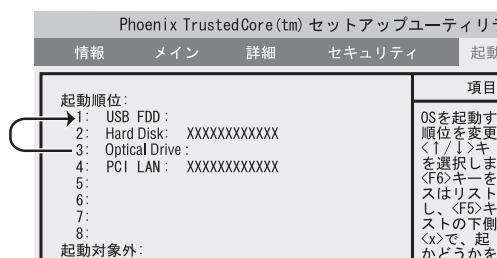 Phoenix TrustedCore(tm) セットアップユーティリ
情報 メイン 詳細 セキュリティ 起動
起動順位:
1: USB FDD:
2: Hard Disk: XXXXXXXXXXXX
3: Optical Drive:
4: PCI LAN: XXXXXXXXXXXX
5:
6:
7:
8:
起動対象外:
項目
OSを起動す
順位を変更
<↑/↓>キ
を選択しま
<F6>キーを
スはリスト
し、<F5>キ
ストの下側
<x>で、起
かどうかを